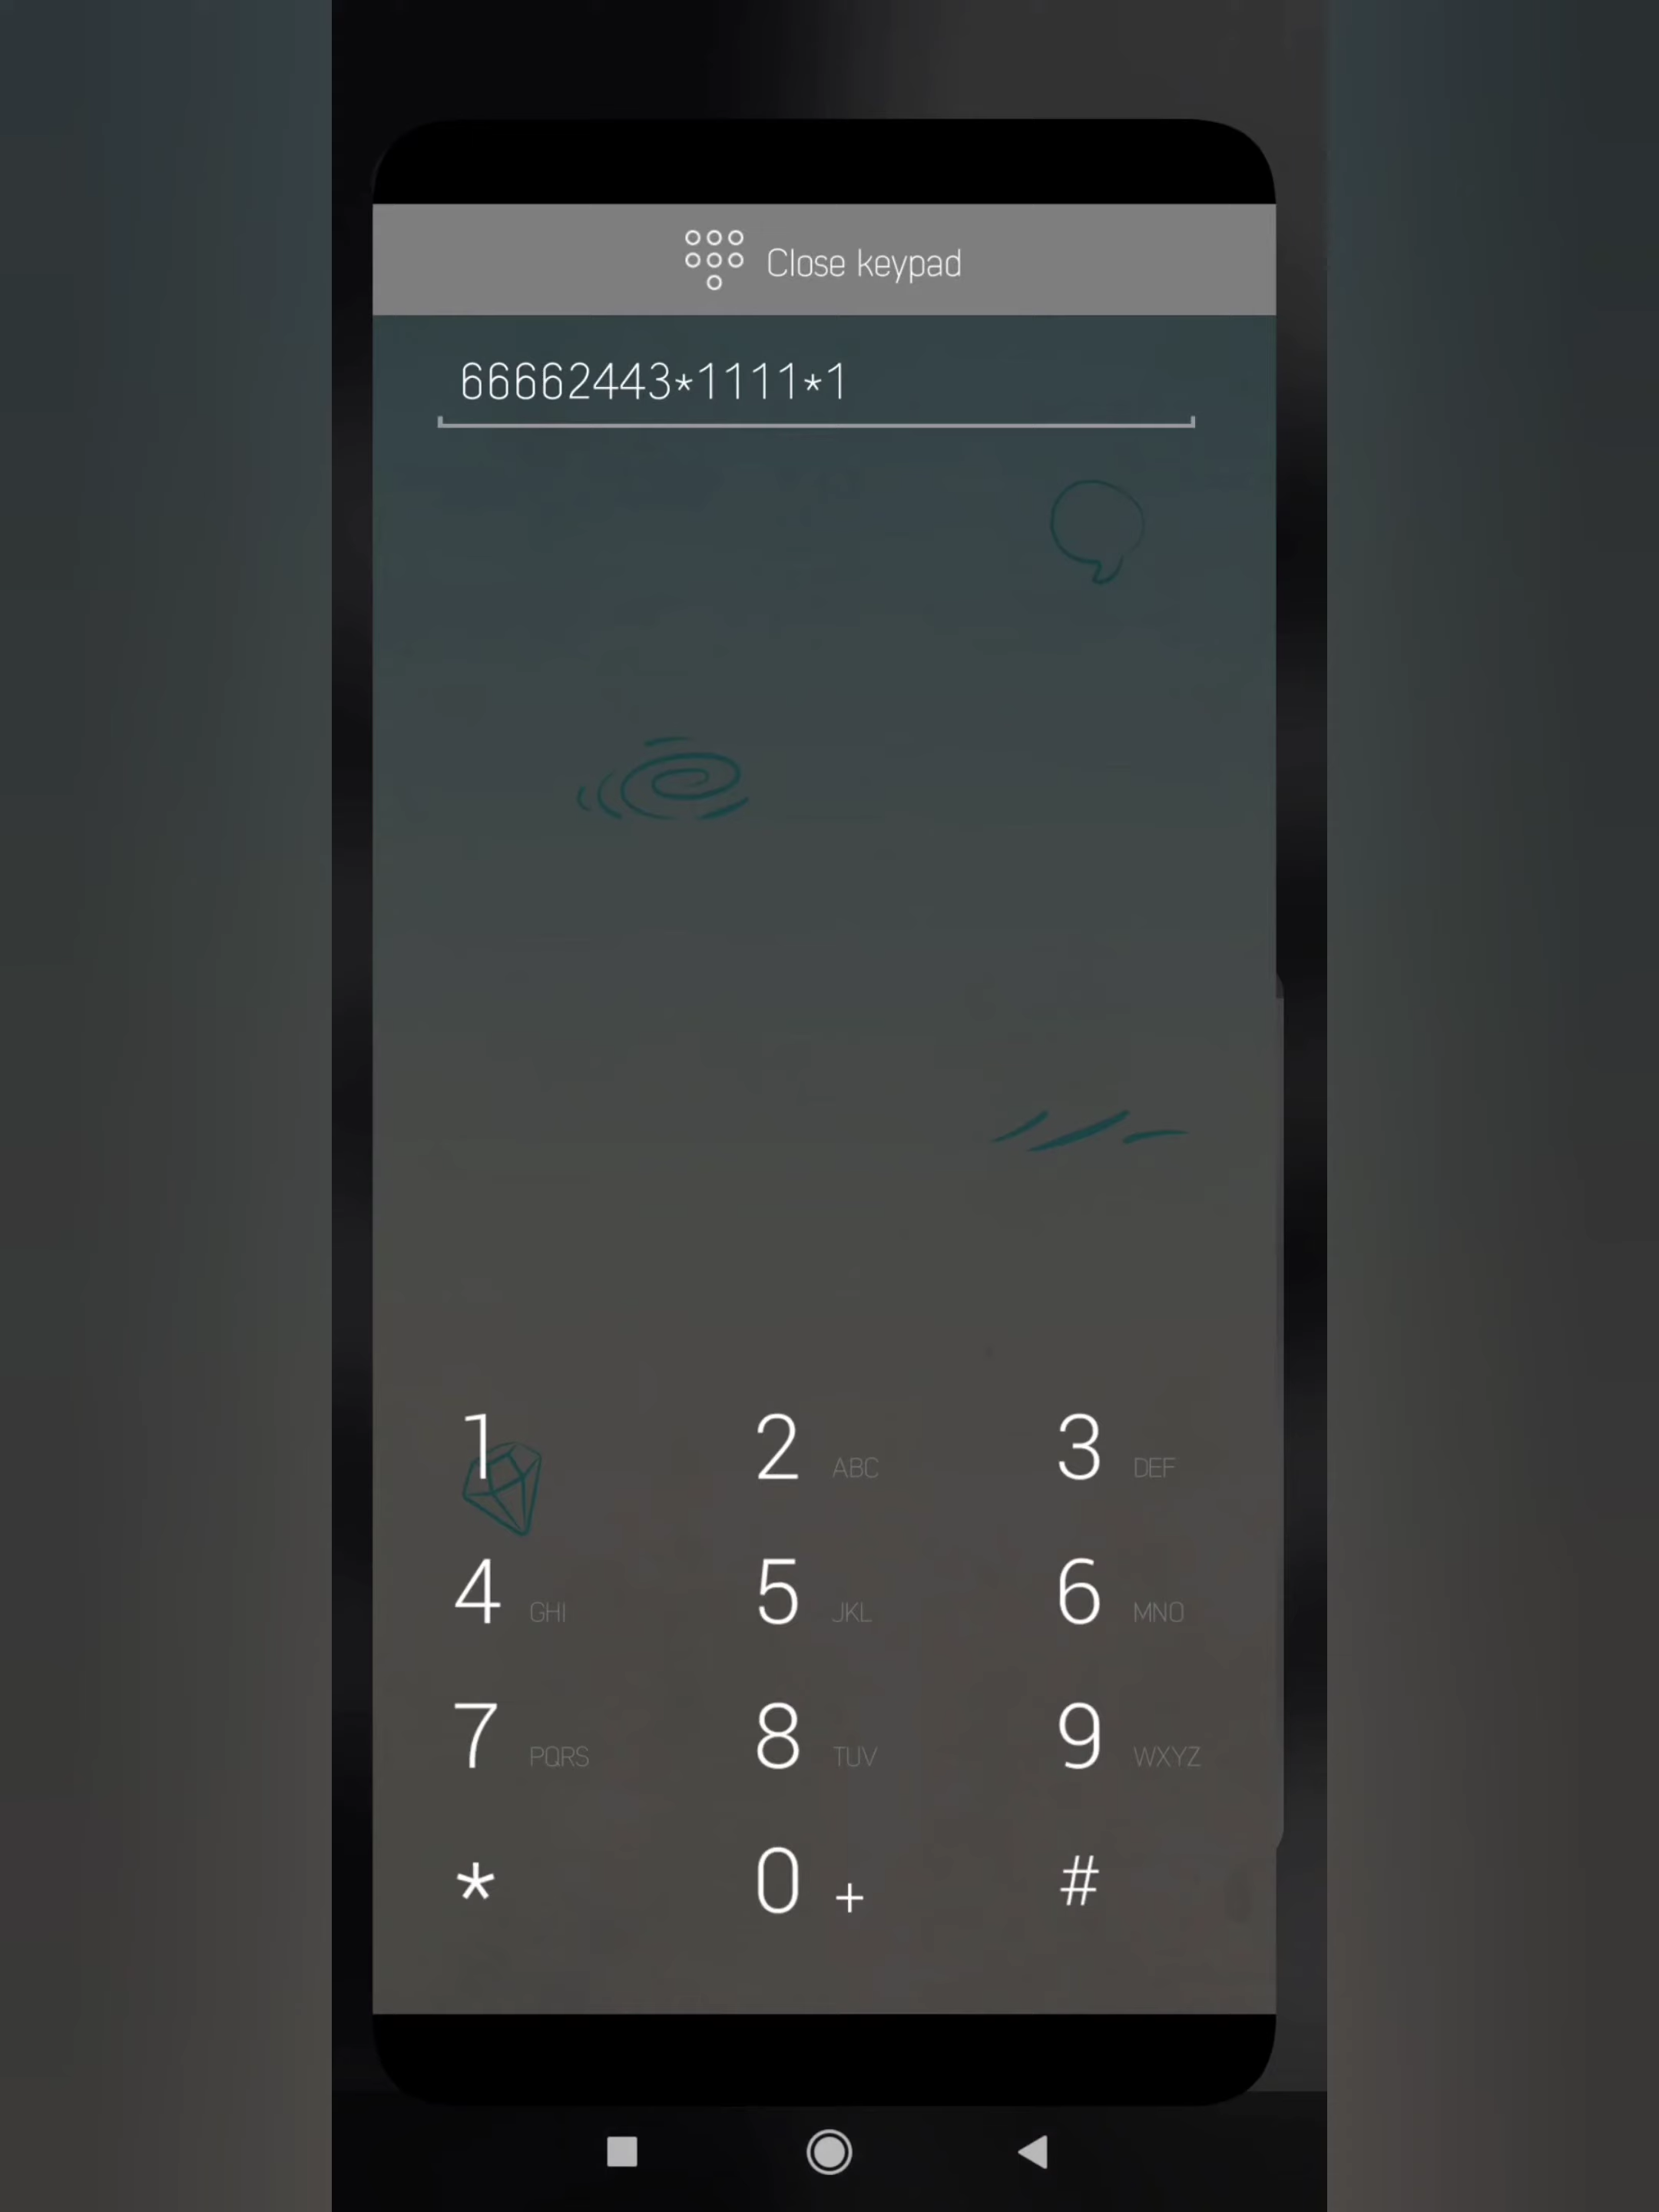 Close keypad
66662443*1111*1
1
2 ABC
3 DEF
4 GHI
5 JKL
6 MNO
7 PQRS
8 TUV
9 WXYZ
*
0 +
#